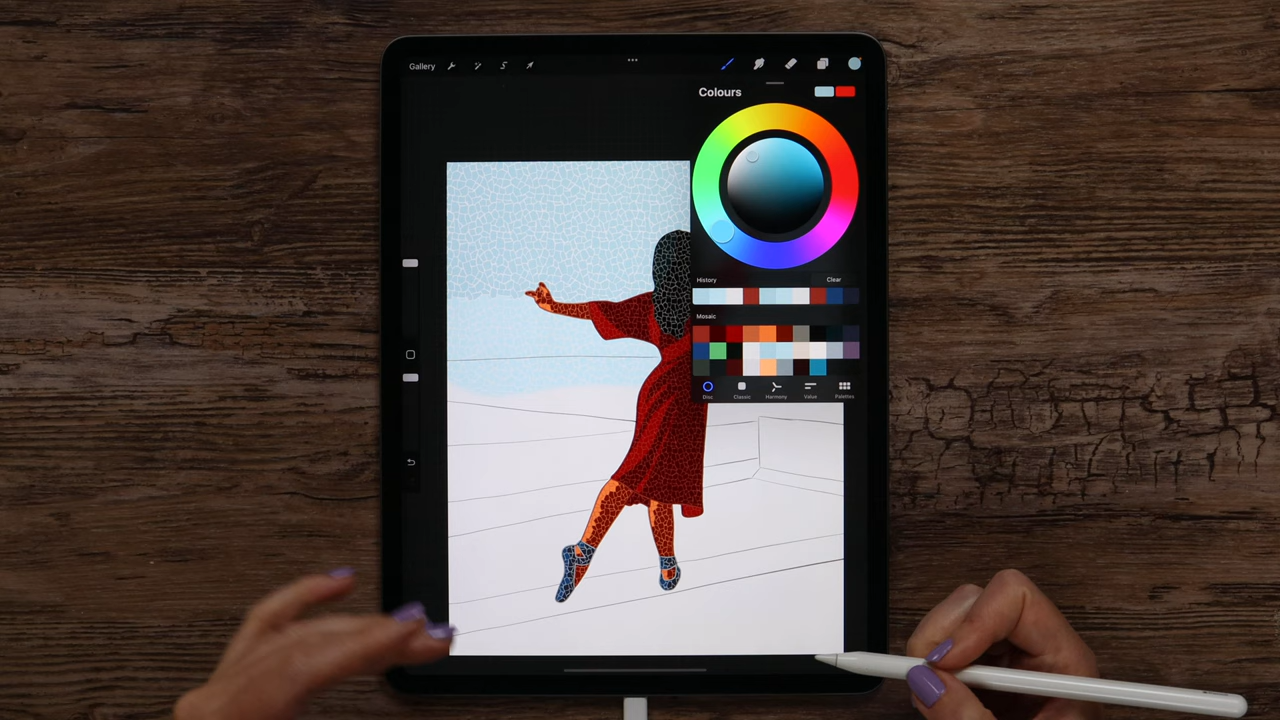 Gallery
Colours
History
Clear
Mosaic
Disc
Classic
Harmony
Value
Palettes